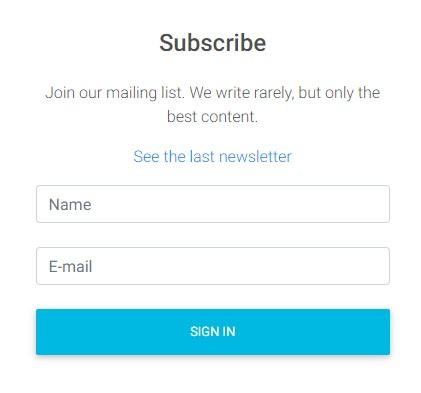 Subscribe
Join our mailing list. We write rarely, but only the
best content.
See the last newsletter
Name
E-mail
SIGN IN